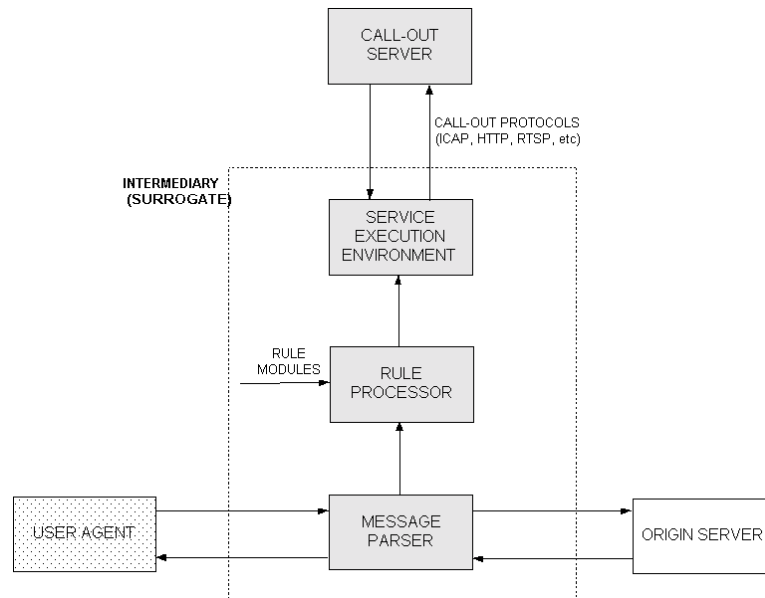 CALL-OUT
SERVER
CALL-OUT PROTOCOLS
(ICAP, HTTP, RTSP, etc)
INTERMEDIARY
(SURROGATE)
SERVICE
EXECUTION
ENVIRONMENT
RULE
MODULES
RULE
PROCESSOR
USER AGENT
MESSAGE
PARSER
ORIGIN SERVER